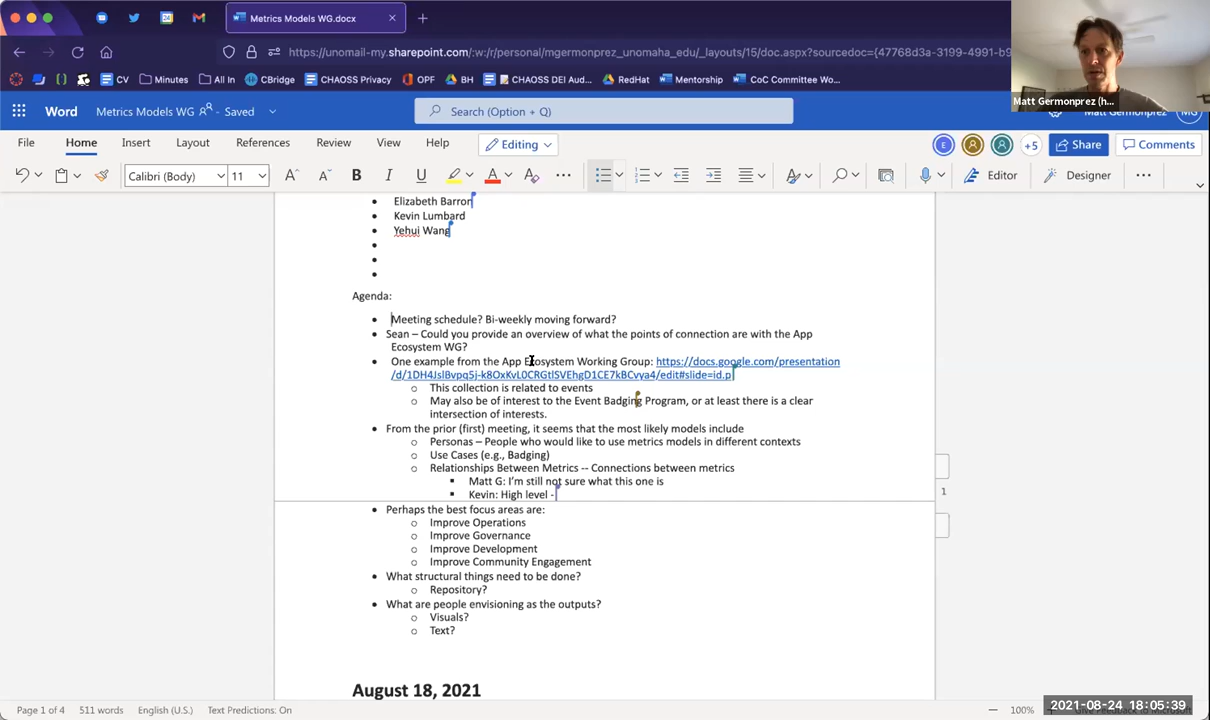 Metrics Models WG.docx
https://unomail-my.sharepoint.com/:w:/r/personal/mgermonprez_unomaha_edu/_layouts/15/doc.aspx?sourcedoc={47768d3a-3199-4991-b9
CV Minutes All In CBridge CHAOSS Privacy OPF BH CHAOSS DEI Aud... RedHat Mentorship CoC Committee Wo...
Matt Germonprez (h...
Word Metrics Models WG - Saved Search (Option + Q) Matt Germonprez MG
File Home Insert Layout References Review View Help Editing E A A +5 Share Comments
Calibri (Body) 11 A A B I U A A Editor Designer
Elizabeth Barron
Kevin Lumbard
Yehui Wang
Agenda:
Meeting schedule? Bi-weekly moving forward?
Sean – Could you provide an overview of what the points of connection are with the App
Ecosystem WG?
One example from the App Ecosystem Working Group: https://docs.google.com/presentation
/d/1DH4JslBvpq5j-k8OxKvL0CRGtlSVEhgD1CE7kBCvya4/edit#slide=id.p
This collection is related to events
May also be of interest to the Event Badging Program, or at least there is a clear
intersection of interests.
From the prior (first) meeting, it seems that the most likely models include
Personas – People who would like to use metrics models in different contexts
Use Cases (e.g., Badging)
Relationships Between Metrics -- Connections between metrics
Matt G: I'm still not sure what this one is
Kevin: High level -
1
Perhaps the best focus areas are:
Improve Operations
Improve Governance
Improve Development
Improve Community Engagement
What structural things need to be done?
Repository?
What are people envisioning as the outputs?
Visuals?
Text?
August 18, 2021
Page 1 of 4 511 words English (U.S.) Text Predictions: On 100%
2021-08-24 18:05:39